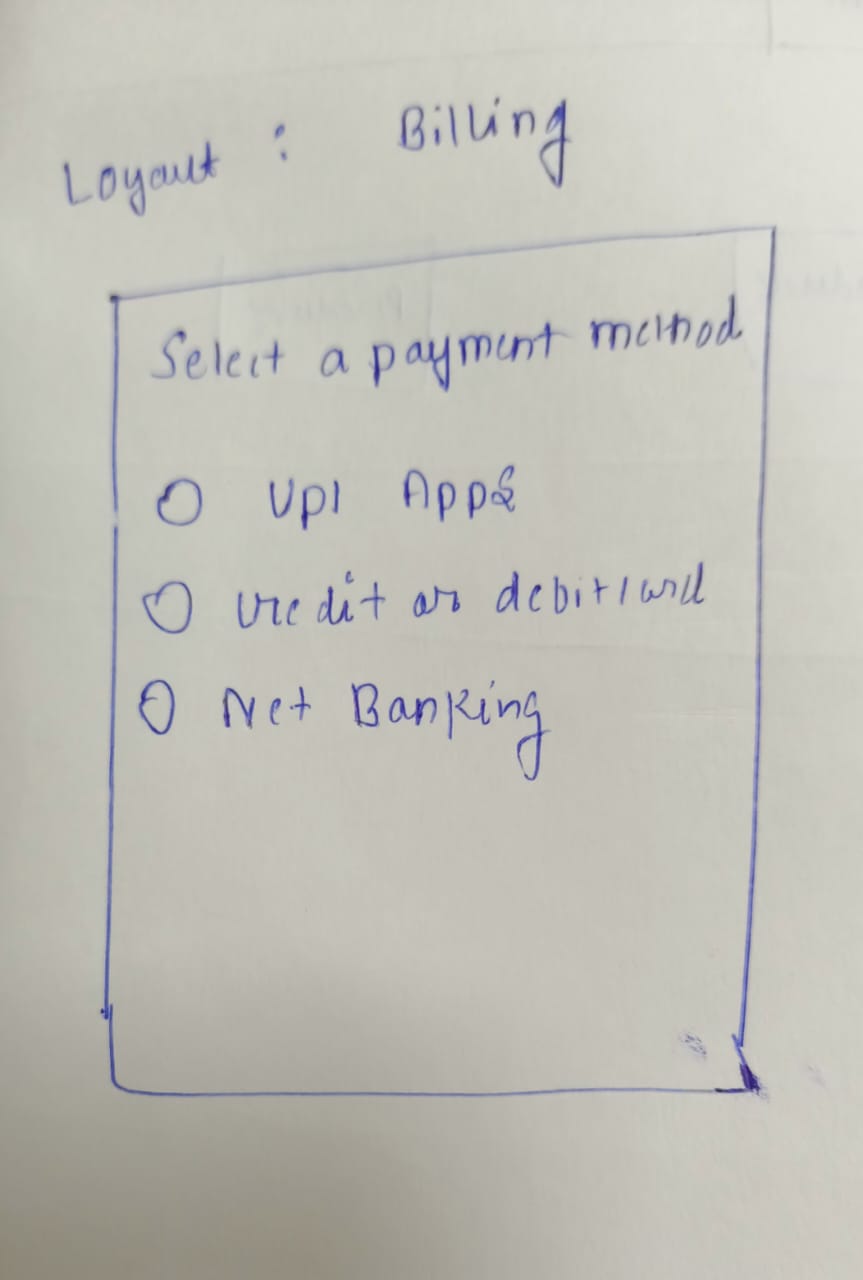 Layout : Billing
Select a payment method
UPI Apps
Credit or debit card
Net Banking